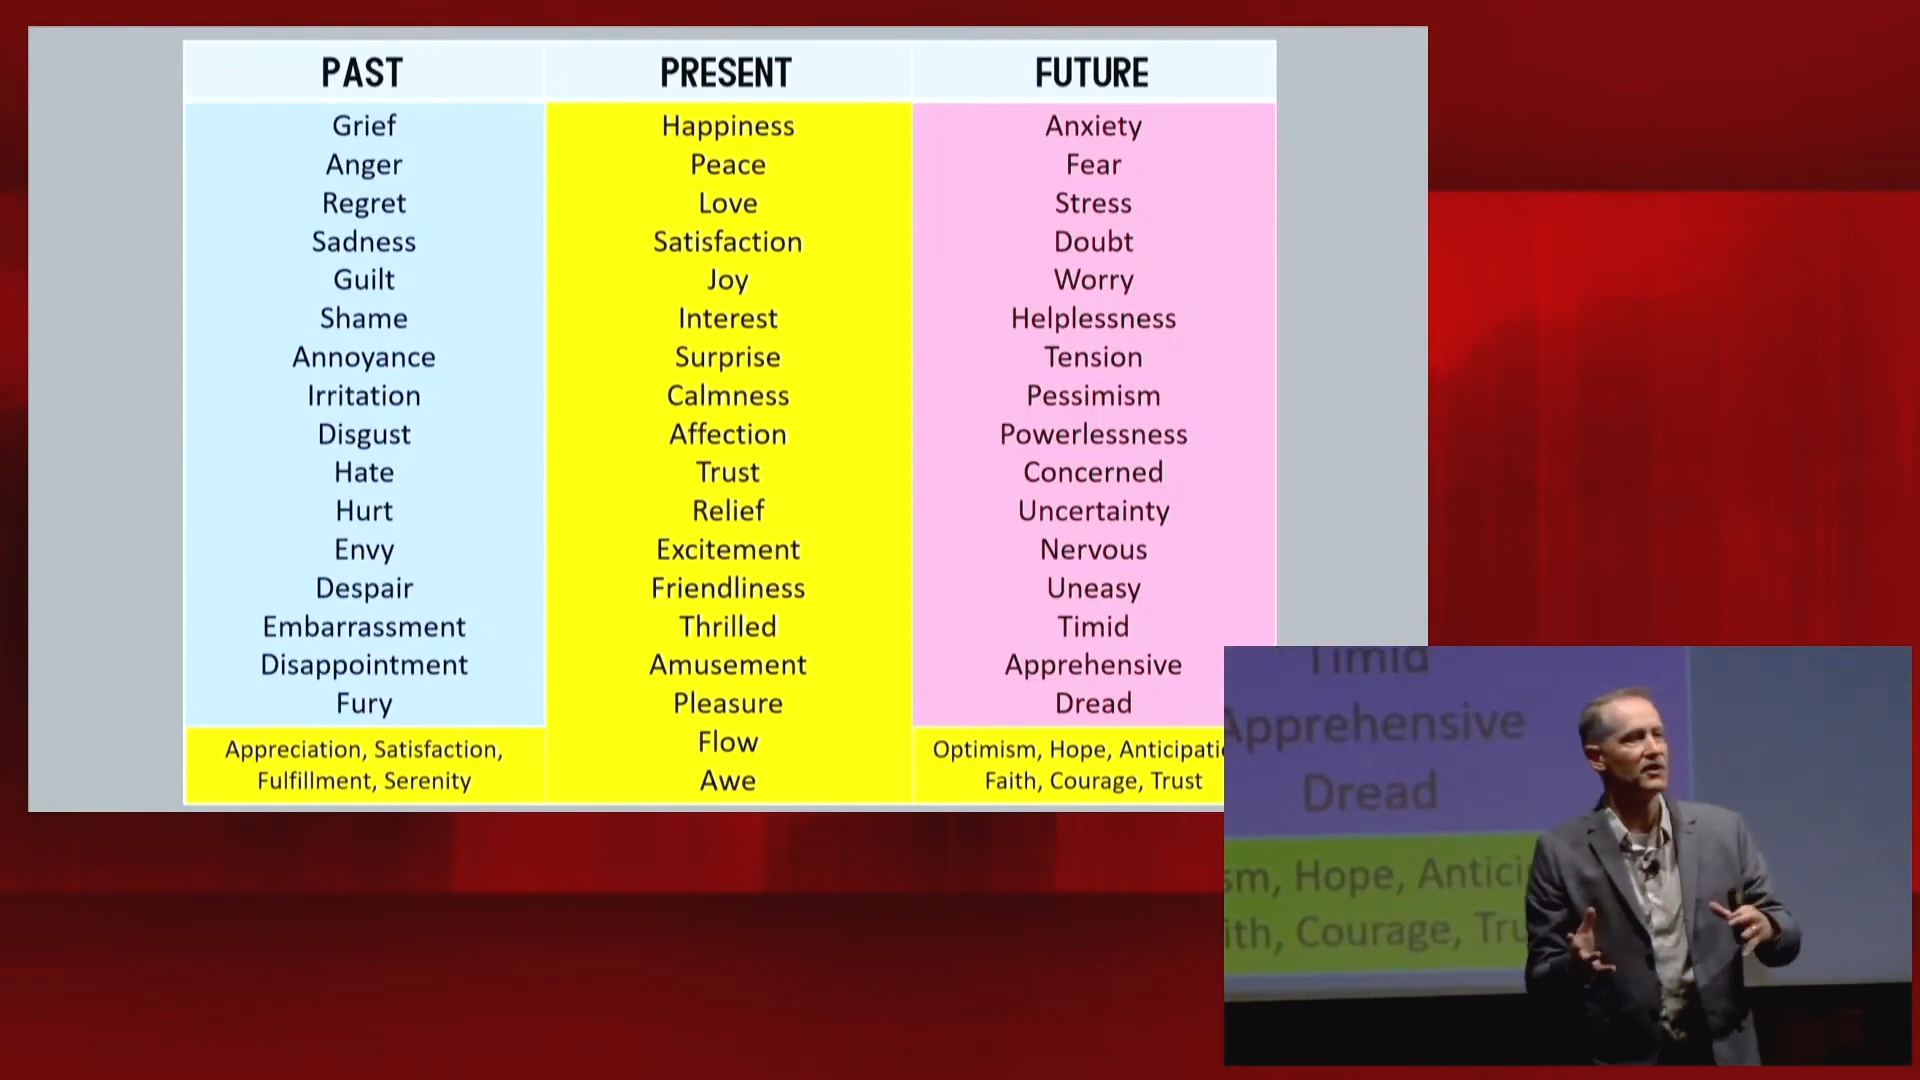 PAST
PRESENT
FUTURE
Grief
Anger
Regret
Sadness
Guilt
Shame
Annoyance
Irritation
Disgust
Hate
Hurt
Envy
Despair
Embarrassment
Disappointment
Fury
Appreciation, Satisfaction,
Fulfillment, Serenity
Happiness
Peace
Love
Satisfaction
Joy
Interest
Surprise
Calmness
Affection
Trust
Relief
Excitement
Friendliness
Thrilled
Amusement
Pleasure
Flow
Awe
Anxiety
Fear
Stress
Doubt
Worry
Helplessness
Tension
Pessimism
Powerlessness
Concerned
Uncertainty
Nervous
Uneasy
Timid
Apprehensive
Dread
Optimism, Hope, Anticipati
Faith, Courage, Trust
Timid
Apprehensive
Dread
sm, Hope, Antici
ith, Courage, Tru